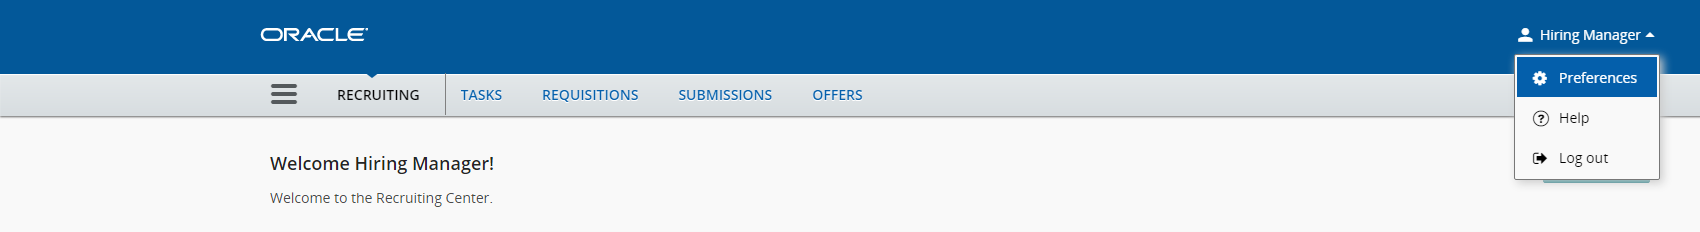 ORACLE
Hiring Manager
RECRUITING TASKS REQUISITIONS SUBMISSIONS OFFERS
Preferences
Help
Log out
Welcome Hiring Manager!
Welcome to the Recruiting Center.